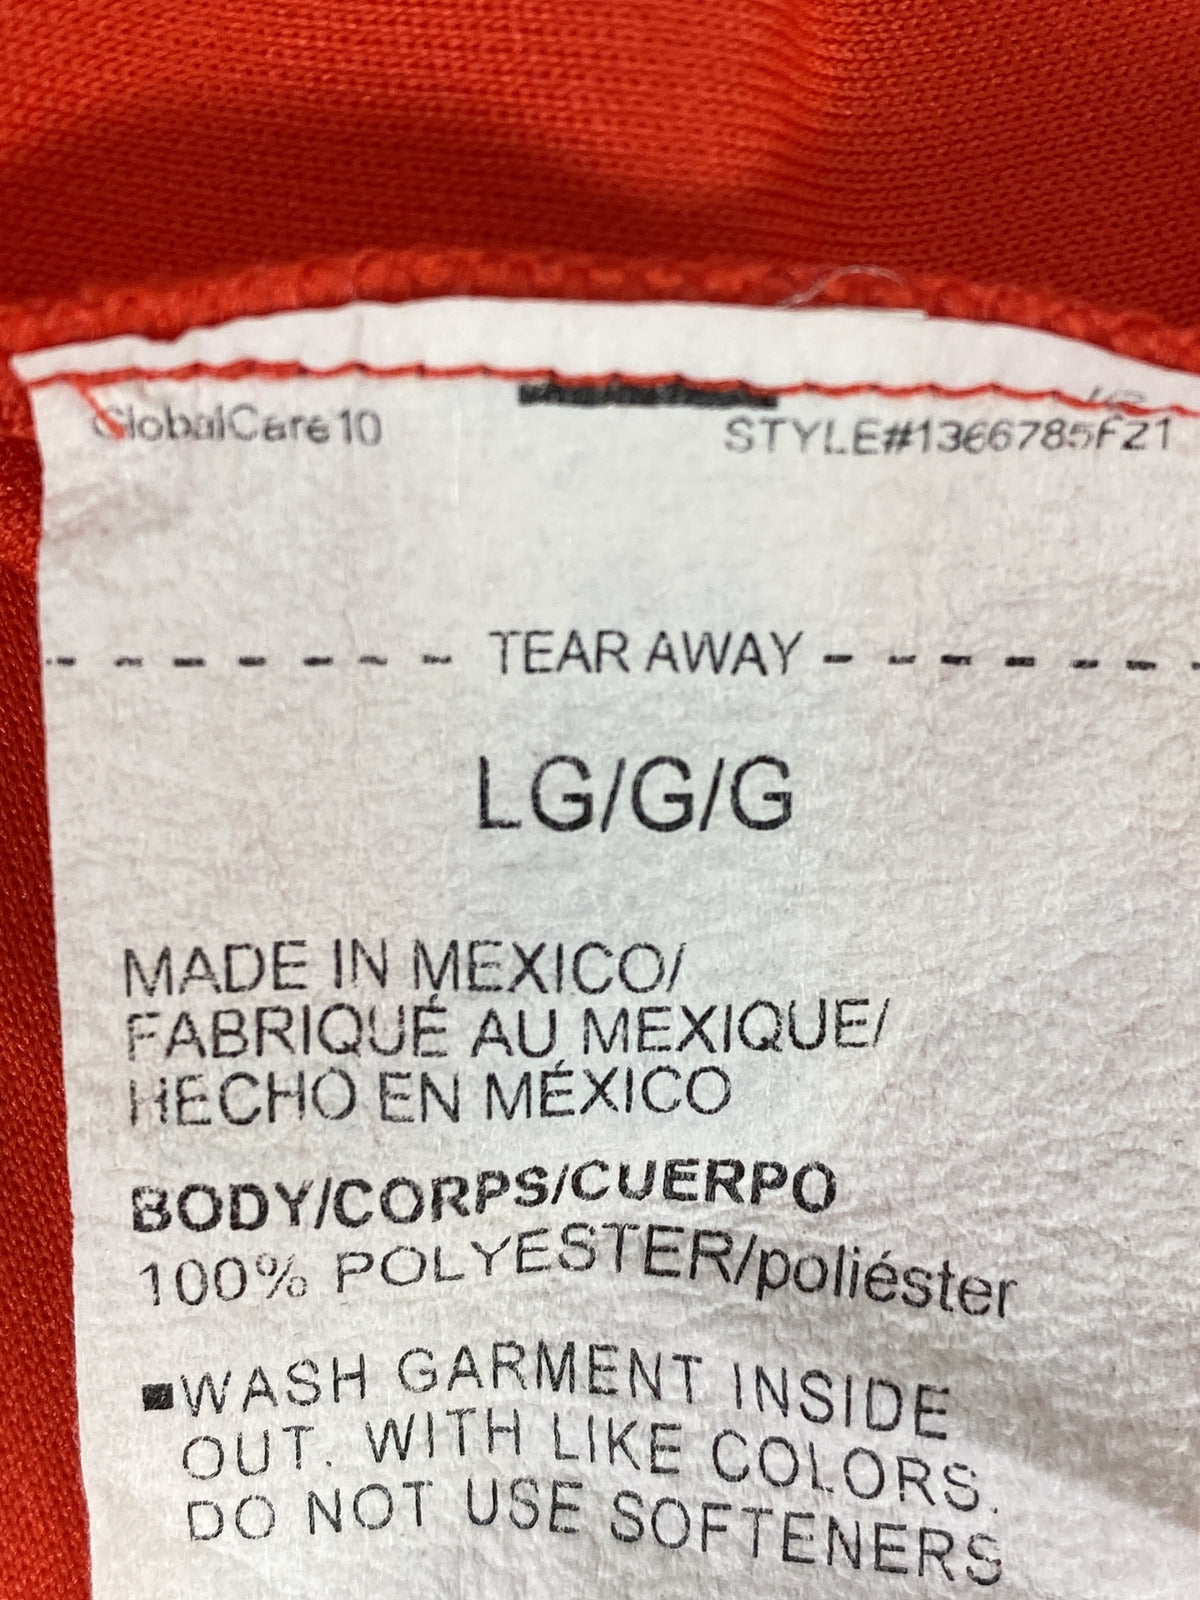 GlobalCare10
STYLE#1366785F21
TEAR AWAY
LG/G/G
MADE IN MEXICO/
FABRIQUÉ AU MEXIQUE/
HECHO EN MÉXICO
BODY/CORPS/CUERPO
100% POLYESTER/poliéster
■WASH GARMENT INSIDE
OUT. WITH LIKE COLORS.
DO NOT USE SOFTENERS